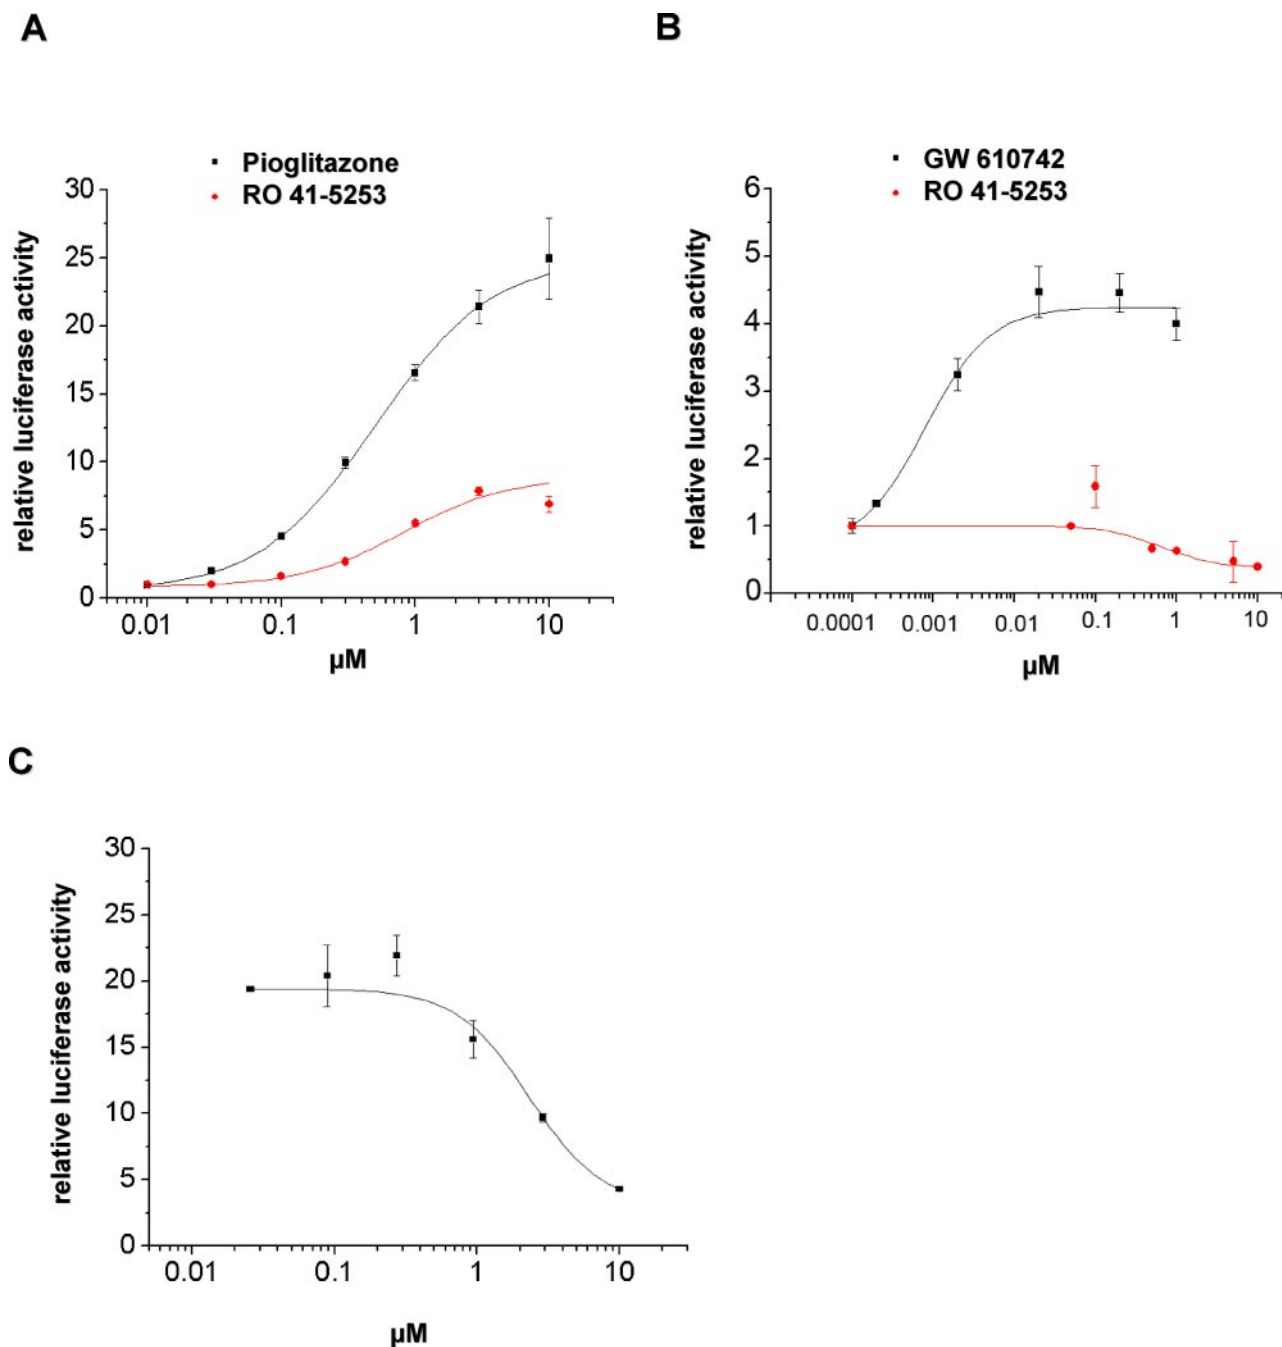 A
Pioglitazone
RO 41-5253
30
25
20
15
10
5
0
relative luciferase activity
0.01 0.1 1 10
µM
B
GW 610742
RO 41-5253
6
5
4
3
2
1
0
relative luciferase activity
0.0001 0.001 0.01 0.1 1 10
µM
C
30
25
20
15
10
5
0
relative luciferase activity
0.01 0.1 1 10
µM